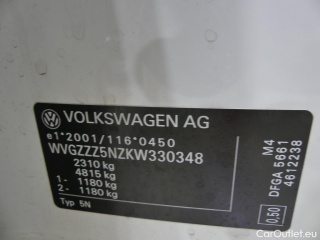 VOLKSWAGEN AG
e1*2001/116*0450
WVGZZZ5NZKW330348
2310 kg
4815 kg
1- 1180 kg
2- 1180 kg
Typ 5N
M4
DFGA 5661
4612238
0,50
CarOutlet.eu